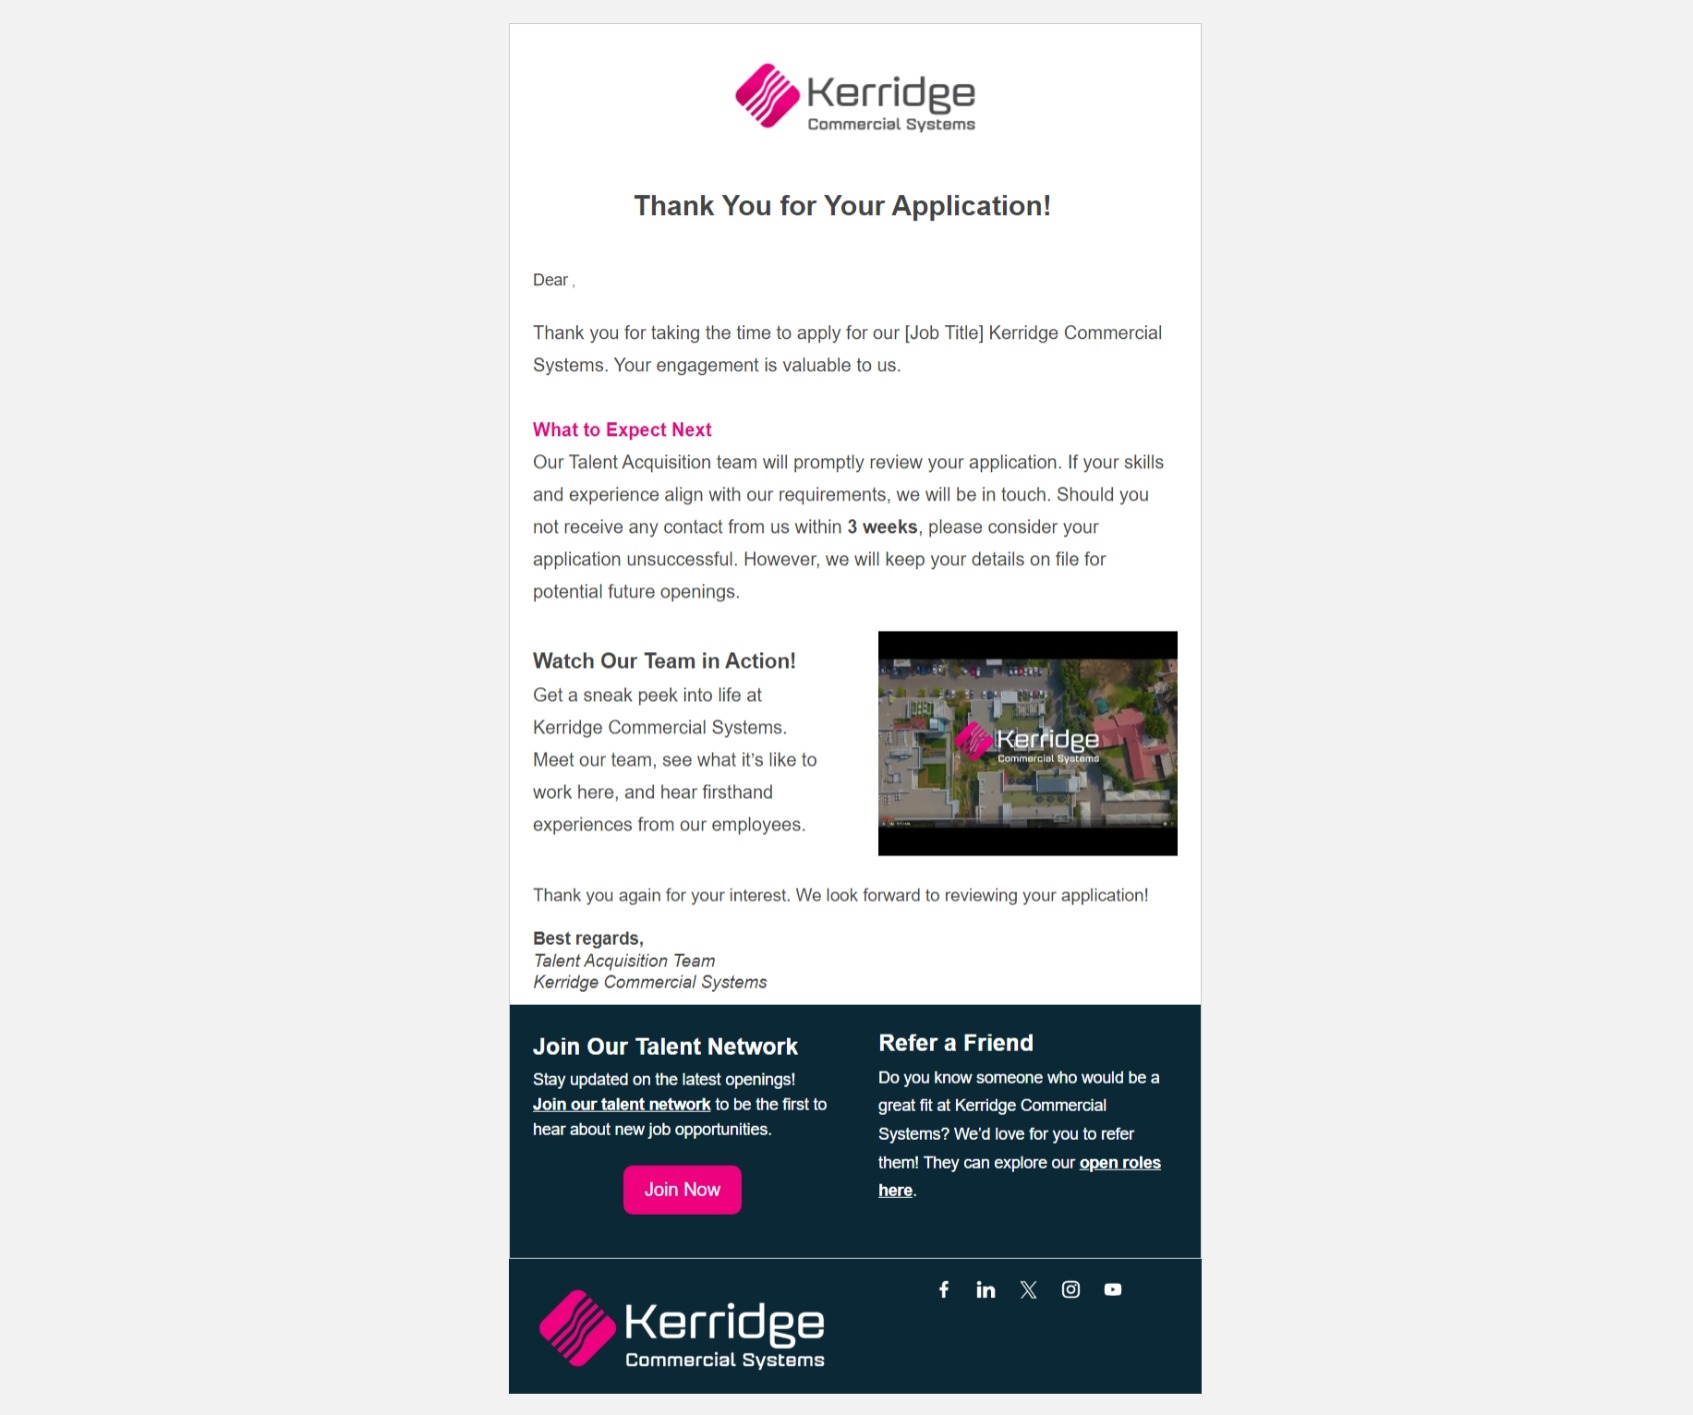 Kerridge
Commercial Systems
Thank You for Your Application!
Dear ,
Thank you for taking the time to apply for our [Job Title] Kerridge Commercial
Systems. Your engagement is valuable to us.
What to Expect Next
Our Talent Acquisition team will promptly review your application. If your skills
and experience align with our requirements, we will be in touch. Should you
not receive any contact from us within 3 weeks, please consider your
application unsuccessful. However, we will keep your details on file for
potential future openings.
Watch Our Team in Action!
Get a sneak peek into life at
Kerridge Commercial Systems.
Meet our team, see what it’s like to
work here, and hear firsthand
experiences from our employees.
Kerridge
Commercial Systems
Thank you again for your interest. We look forward to reviewing your application!
Best regards,
Talent Acquisition Team
Kerridge Commercial Systems
Join Our Talent Network
Stay updated on the latest openings!
Join our talent network to be the first to
hear about new job opportunities.
Join Now
Refer a Friend
Do you know someone who would be a
great fit at Kerridge Commercial
Systems? We’d love for you to refer
them! They can explore our open roles
here.
Kerridge
Commercial Systems